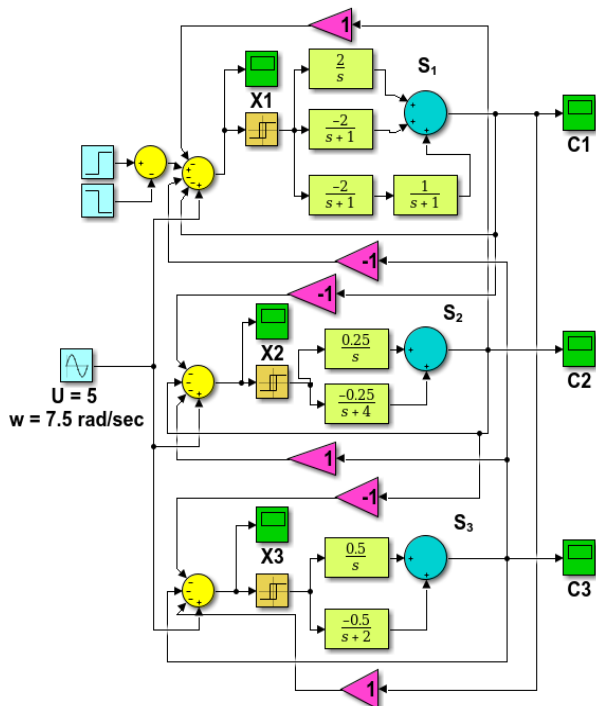 1
2/s
S1
X1
-2/(s+1)
C1
-2/(s+1)
1/(s+1)
-1
-1
S2
X2
0.25/s
C2
U = 5
w = 7.5 rad/sec
-0.25/(s+4)
1
-1
S3
X3
0.5/s
C3
-0.5/(s+2)
1